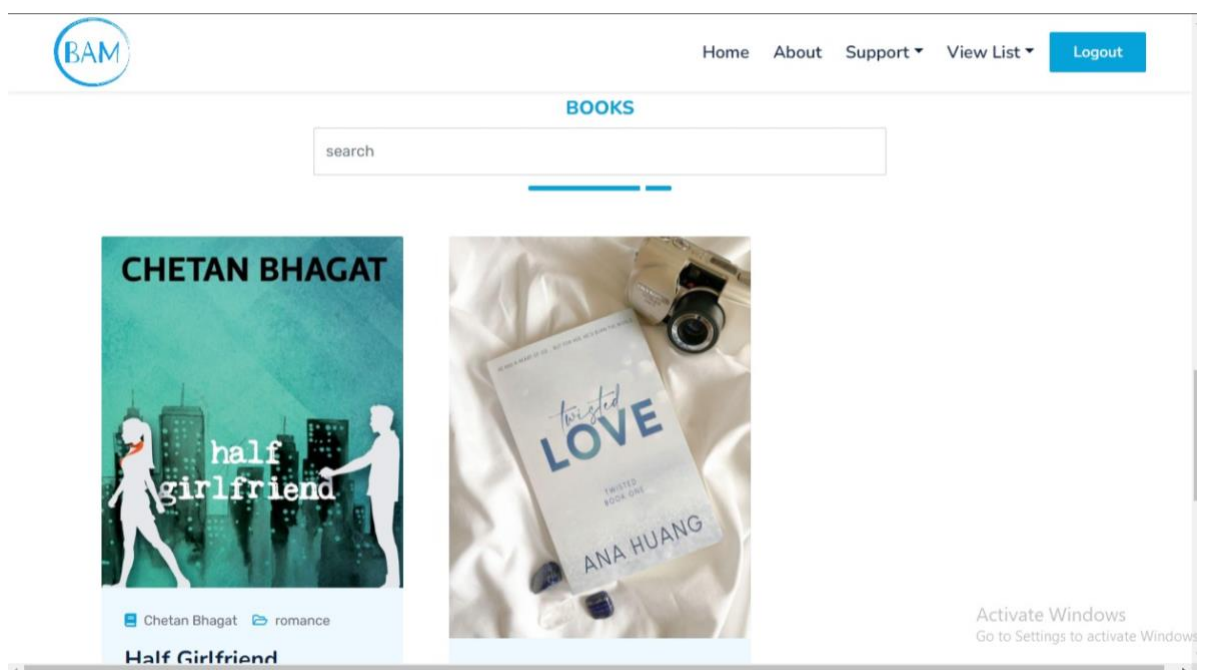 BAM
Home About Support View List Logout
BOOKS
search
CHETAN BHAGAT
half
girlfriend
Chetan Bhagat romance
Half Girlfriend
twisted
LOVE
TWISTED
BOOK ONE
ANA HUANG
Activate Windows
Go to Settings to activate Windows